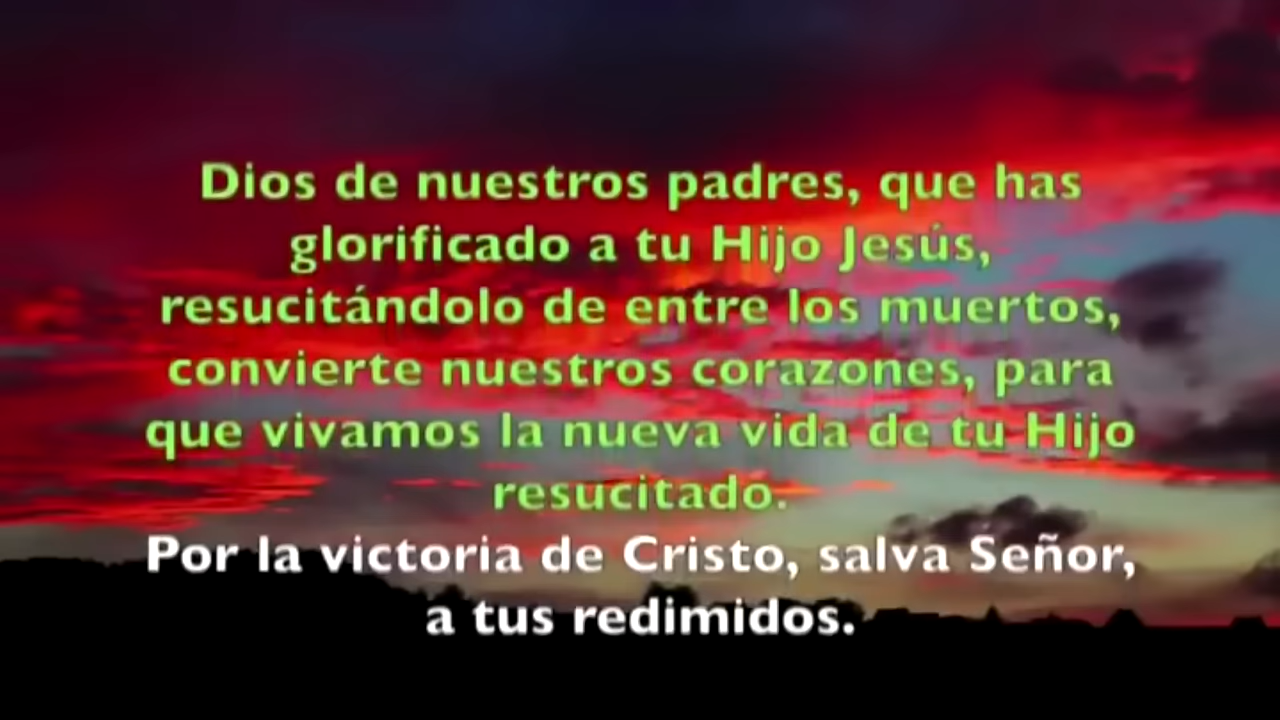 Dios de nuestros padres, que has
glorificado a tu Hijo Jesús,
resucitándolo de entre los muertos,
convierte nuestros corazones, para
que vivamos la nueva vida de tu Hijo
resucitado.
Por la victoria de Cristo, salva Señor,
a tus redimidos.